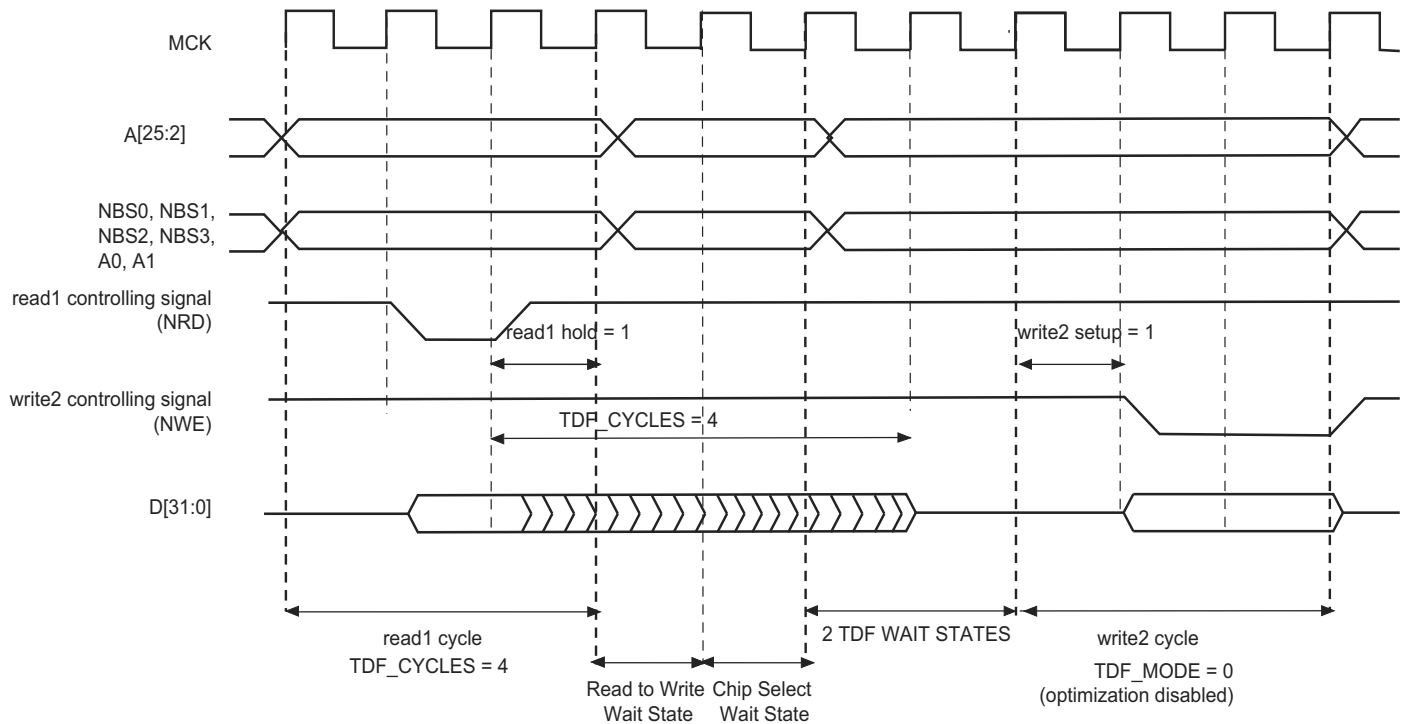 MCK
A[25:2]
NBS0, NBS1,
NBS2, NBS3,
A0, A1
read1 controlling signal
(NRD)
read1 hold = 1
write2 setup = 1
write2 controlling signal
(NWE)
TDF_CYCLES = 4
D[31:0]
read1 cycle
TDF_CYCLES = 4
2 TDF WAIT STATES
write2 cycle
TDF_MODE = 0
(optimization disabled)
Read to Write
Wait State
Chip Select
Wait State